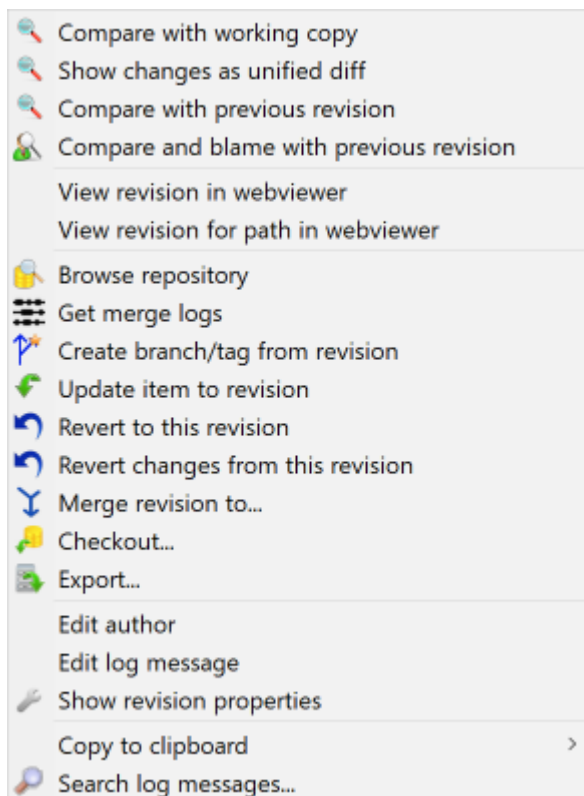 Compare with working copy
Show changes as unified diff
Compare with previous revision
Compare and blame with previous revision
View revision in webviewer
View revision for path in webviewer
Browse repository
Get merge logs
Create branch/tag from revision
Update item to revision
Revert to this revision
Revert changes from this revision
Merge revision to...
Checkout...
Export...
Edit author
Edit log message
Show revision properties
Copy to clipboard
Search log messages...